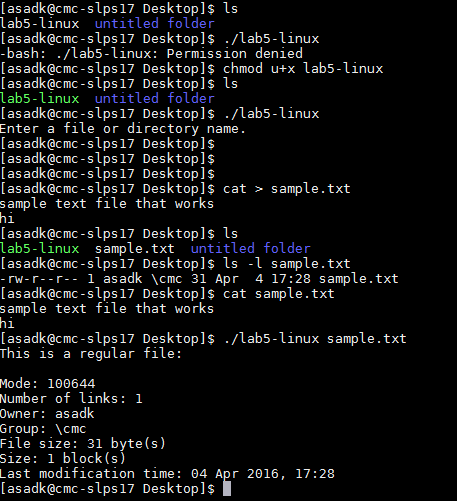 [asadk@cmc-slps17 Desktop]$ ls
lab5-linux  untitled folder
[asadk@cmc-slps17 Desktop]$ ./lab5-linux
-bash: ./lab5-linux: Permission denied
[asadk@cmc-slps17 Desktop]$ chmod u+x lab5-linux
[asadk@cmc-slps17 Desktop]$ ls
lab5-linux  untitled folder
[asadk@cmc-slps17 Desktop]$ ./lab5-linux
Enter a file or directory name.
[asadk@cmc-slps17 Desktop]$
[asadk@cmc-slps17 Desktop]$
[asadk@cmc-slps17 Desktop]$
[asadk@cmc-slps17 Desktop]$ cat > sample.txt
sample text file that works
hi
[asadk@cmc-slps17 Desktop]$ ls
lab5-linux  sample.txt  untitled folder
[asadk@cmc-slps17 Desktop]$ ls -l sample.txt
-rw-r--r-- 1 asadk \cmc 31 Apr  4 17:28 sample.txt
[asadk@cmc-slps17 Desktop]$ cat sample.txt
sample text file that works
hi
[asadk@cmc-slps17 Desktop]$ ./lab5-linux sample.txt
This is a regular file:

Mode: 100644
Number of links: 1
Owner: asadk
Group: \cmc
File size: 31 byte(s)
Size: 1 block(s)
Last modification time: 04 Apr 2016, 17:28
[asadk@cmc-slps17 Desktop]$